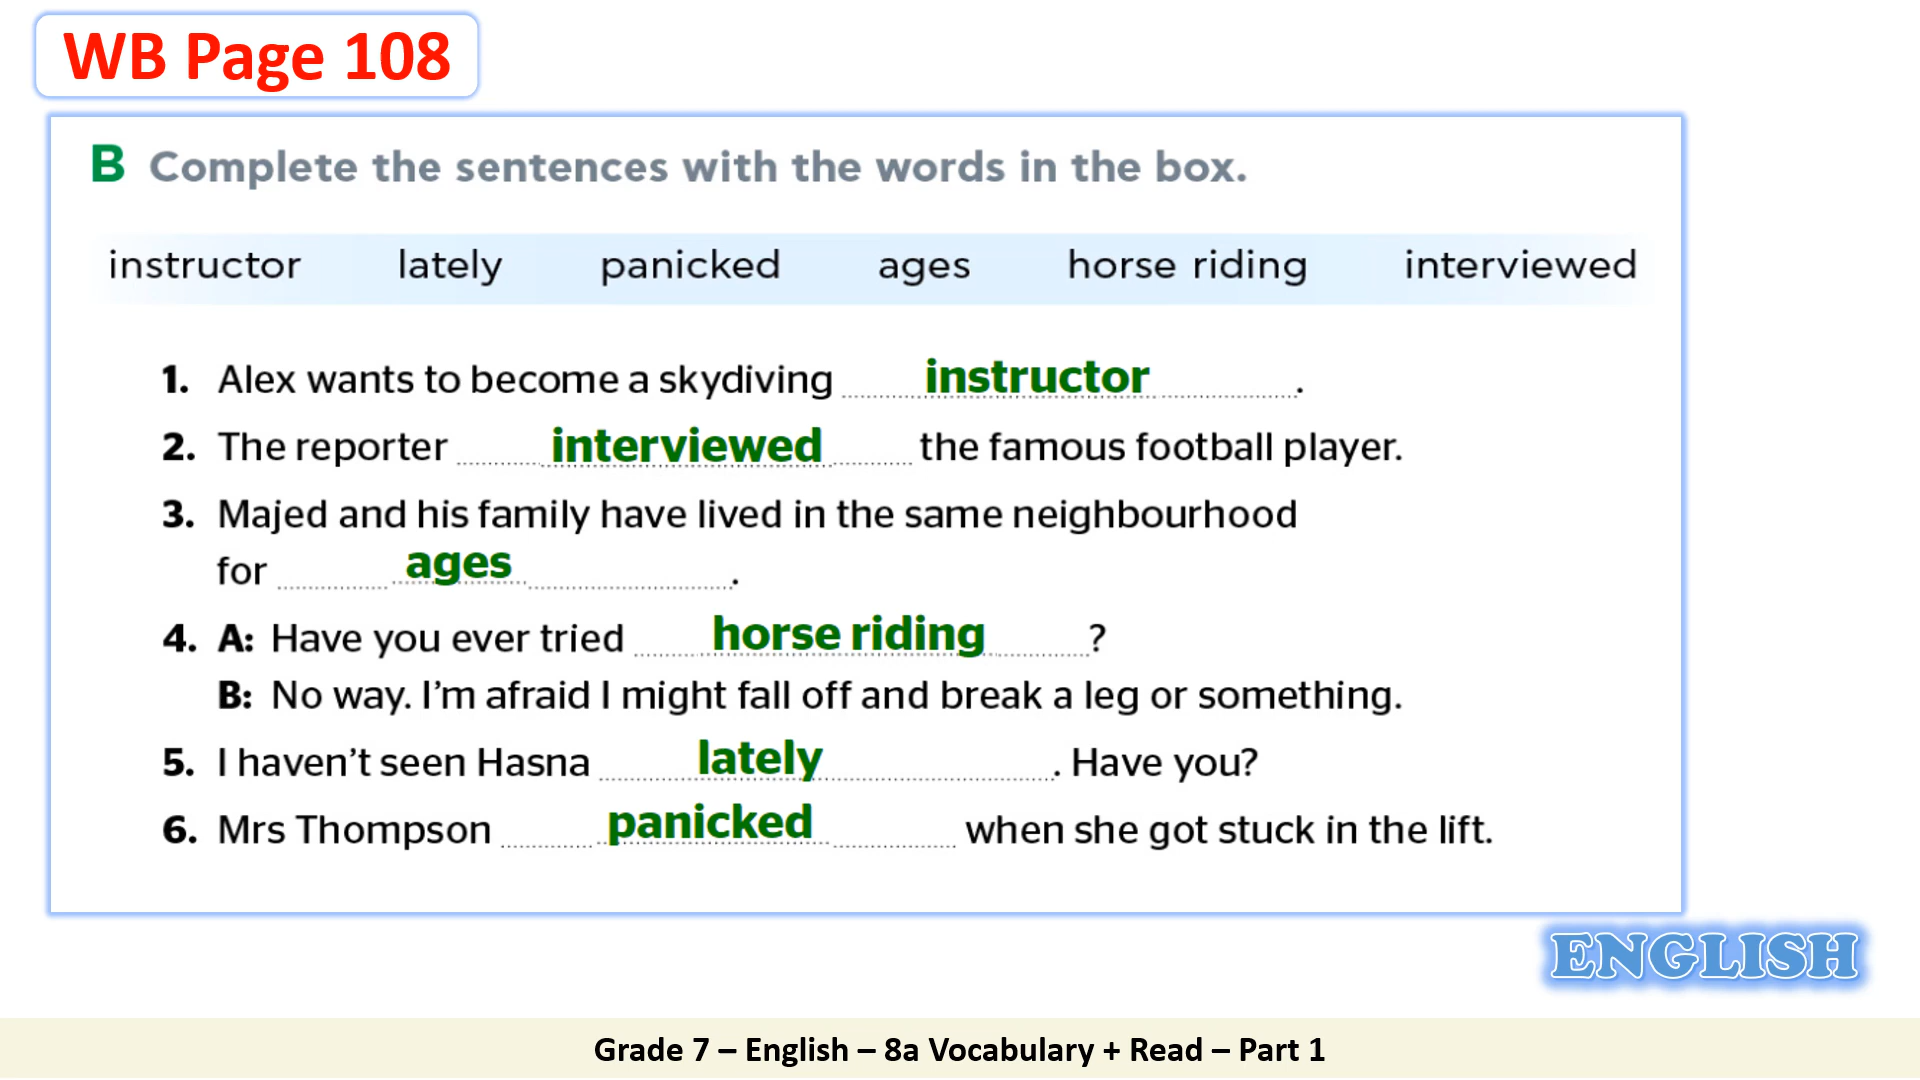 WB Page 108
B Complete the sentences with the words in the box.
instructor lately panicked ages horse riding interviewed
1. Alex wants to become a skydiving instructor.
2. The reporter interviewed the famous football player.
3. Majed and his family have lived in the same neighbourhood
for ages.
4. A: Have you ever tried horse riding?
B: No way. I'm afraid I might fall off and break a leg or something.
5. I haven't seen Hasna lately. Have you?
6. Mrs Thompson panicked when she got stuck in the lift.
ENGLISH
Grade 7 – English – 8a Vocabulary + Read – Part 1